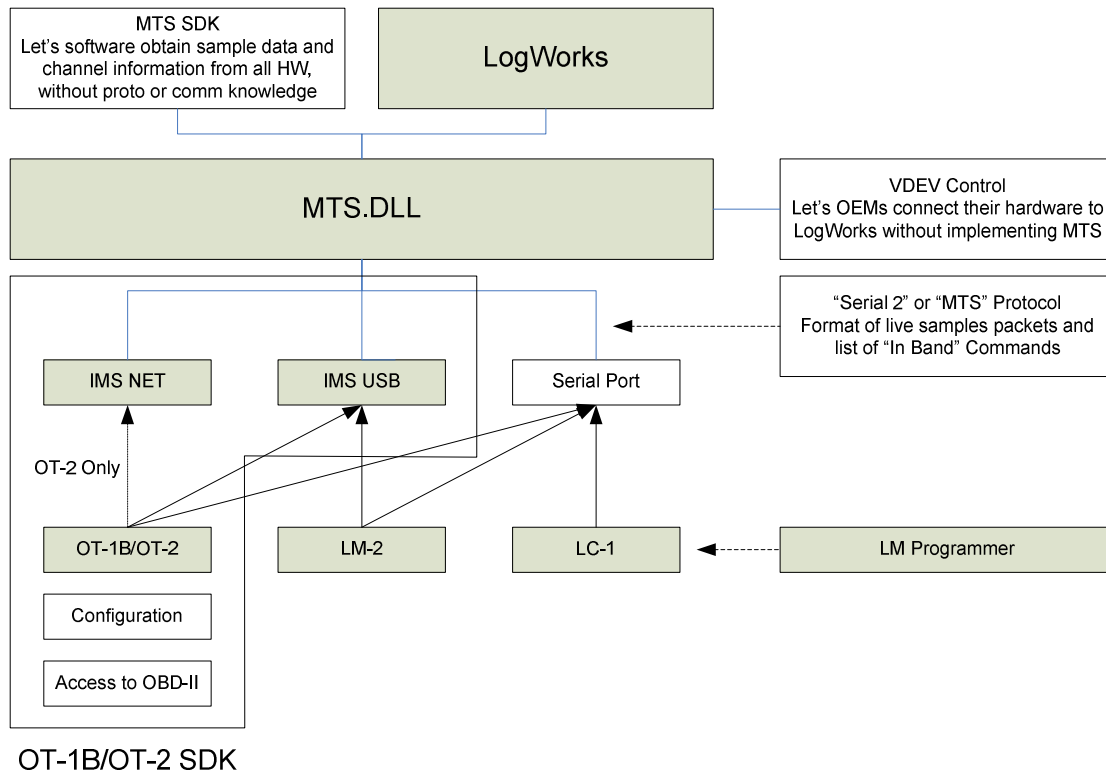 MTS SDK
Let's software obtain sample data and
channel information from all HW,
without proto or comm knowledge
LogWorks
MTS.DLL
VDEV Control
Let's OEMs connect their hardware to
LogWorks without implementing MTS
“Serial 2” or “MTS” Protocol
Format of live samples packets and
list of “In Band” Commands
IMS NET
IMS USB
Serial Port
OT-2 Only
OT-1B/OT-2
LM-2
LC-1
LM Programmer
Configuration
Access to OBD-II
OT-1B/OT-2 SDK